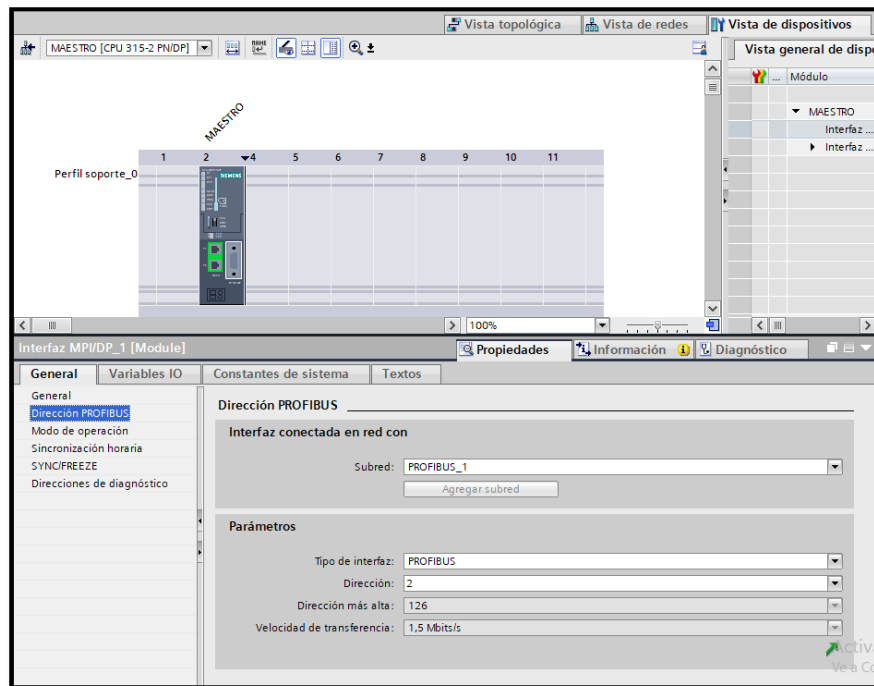 Vista topológica Vista de redes Vista de dispositivos
MAESTRO [CPU 315-2 PN/DP] Vista general de dispo
... Módulo
MAESTRO
MAESTRO
Interfaz ...
Interfaz ...
1 2 4 5 6 7 8 9 10 11
Perfil soporte_0
SIEMENS
100%
Interfaz MPI/DP_1 [Module] Propiedades Información Diagnóstico
General Variables IO Constantes de sistema Textos
General
Dirección PROFIBUS
Modo de operación
Sincronización horaria
SYNC/FREEZE
Direcciones de diagnóstico
Dirección PROFIBUS
Interfaz conectada en red con
Subred: PROFIBUS_1
Agregar subred
Parámetros
Tipo de interfaz: PROFIBUS
Dirección: 2
Dirección más alta: 126
Velocidad de transferencia: 1,5 Mbits/s
Activa
Ve a Co